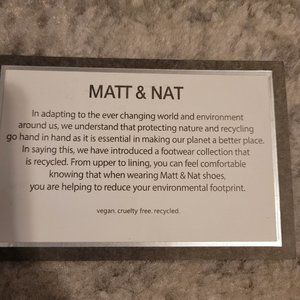 MATT & NAT
In adapting to the ever changing world and environment
around us, we understand that protecting nature and recycling
go hand in hand as it is essential in making our planet a better place.
In saying this, we have introduced a footwear collection that
is recycled. From upper to lining, you can feel comfortable
knowing that when wearing Matt & Nat shoes,
you are helping to reduce your environmental footprint.
vegan. cruelty free. recycled.